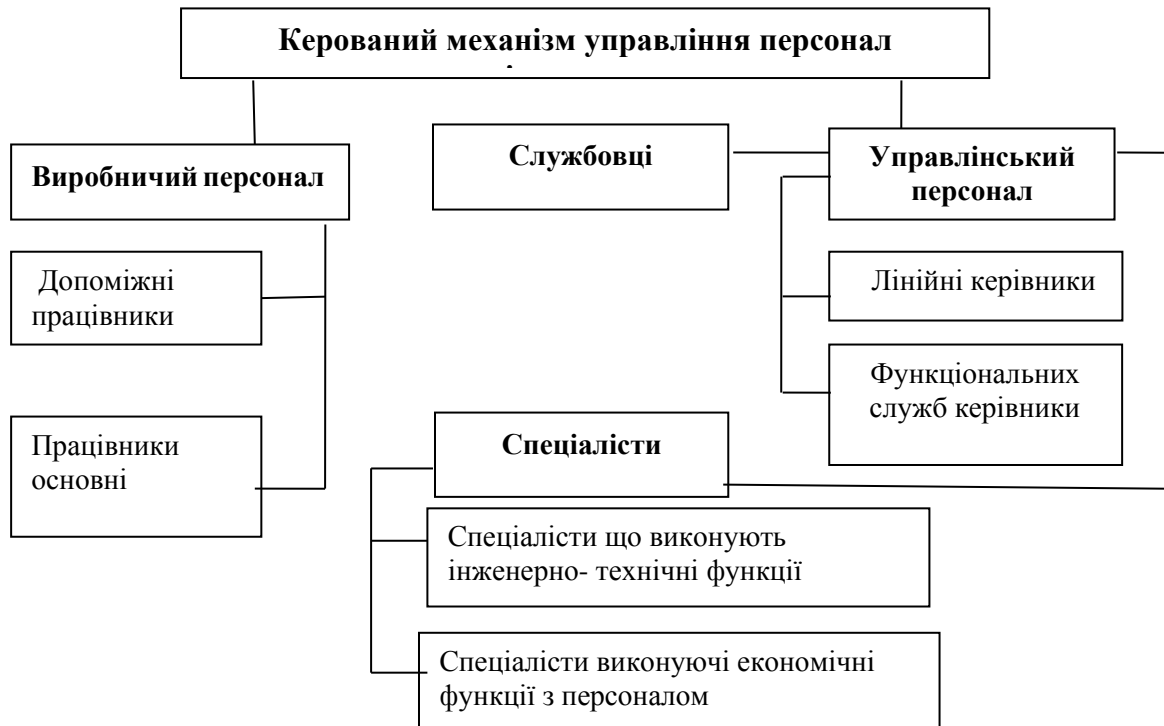 Керований механізм управління персонал
Службовці
Управлінський
персонал
Виробничий персонал
Допоміжні
працівники
Лінійні керівники
Функціональних
служб керівники
Працівники
основні
Спеціалісти
Спеціалісти що виконують
інженерно- технічні функції
Спеціалісти виконуючі економічні
функції з персоналом